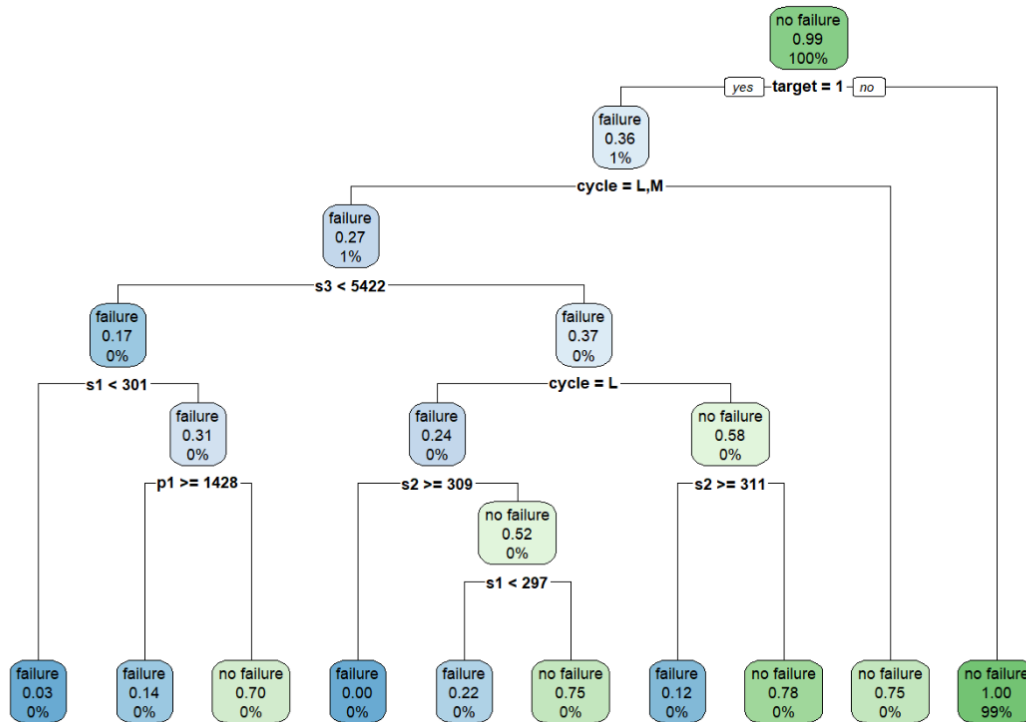 no failure
0.99
100%
yes target = 1 no
failure
0.36
1%
cycle = L,M
failure
0.27
1%
s3 < 5422
failure
0.17
0%
failure
0.37
0%
s1 < 301
cycle = L
failure
0.31
0%
failure
0.24
0%
no failure
0.58
0%
p1 >= 1428
s2 >= 309
s2 >= 311
no failure
0.52
0%
s1 < 297
failure
0.03
0%
failure
0.14
0%
no failure
0.70
0%
failure
0.00
0%
failure
0.22
0%
no failure
0.75
0%
failure
0.12
0%
no failure
0.78
0%
no failure
0.75
0%
no failure
1.00
99%